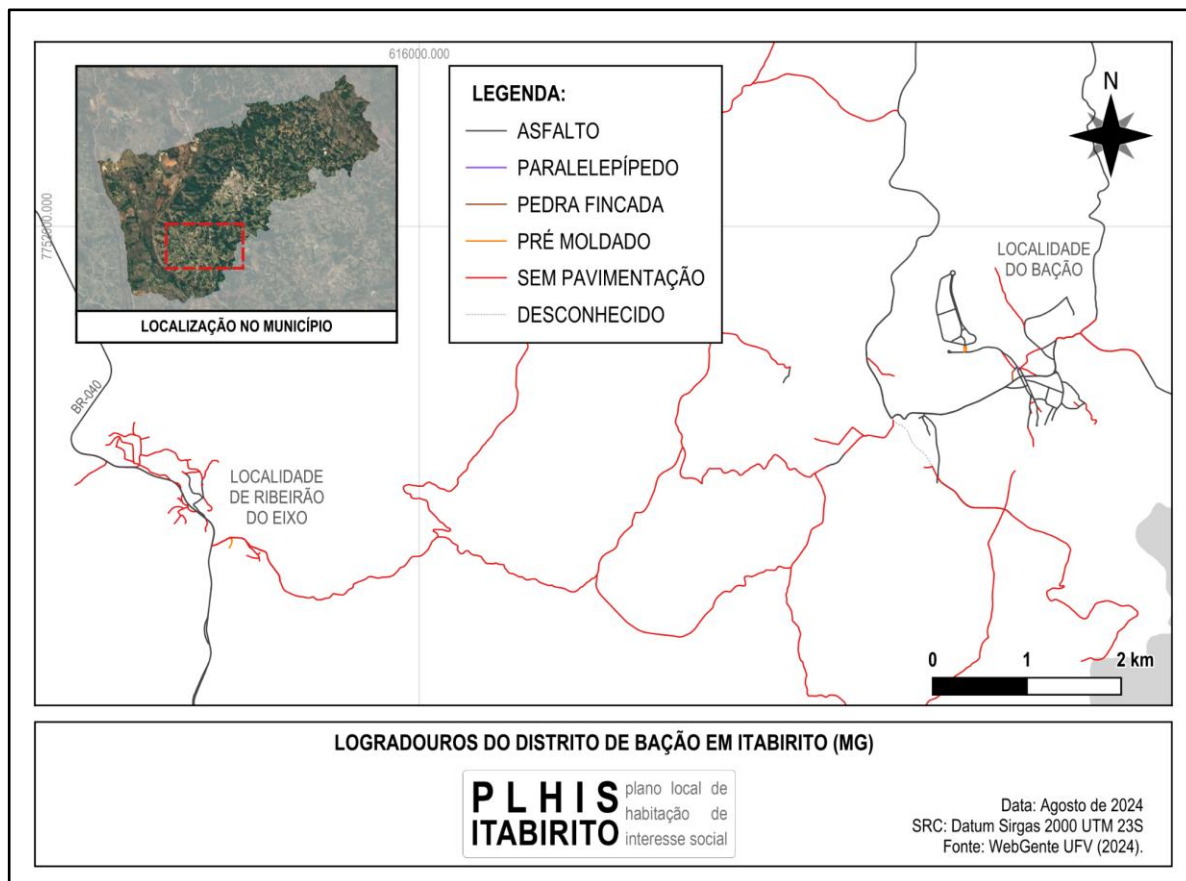 616000.000
7752000.000
LOCALIZAÇÃO NO MUNICÍPIO
LEGENDA:
ASFALTO
PARALELEPÍPEDO
PEDRA FINCADA
PRÉ MOLDADO
SEM PAVIMENTAÇÃO
DESCONHECIDO
N
LOCALIDADE
DO BAÇÃO
BR-040
LOCALIDADE
DE RIBEIRÃO
DO EIXO
0 1 2 km
LOGRADOUROS DO DISTRITO DE BAÇÃO EM ITABIRITO (MG)
PLHIS
ITABIRITO
plano local de
habitação de
interesse social
Data: Agosto de 2024
SRC: Datum Sirgas 2000 UTM 23S
Fonte: WebGente UFV (2024).